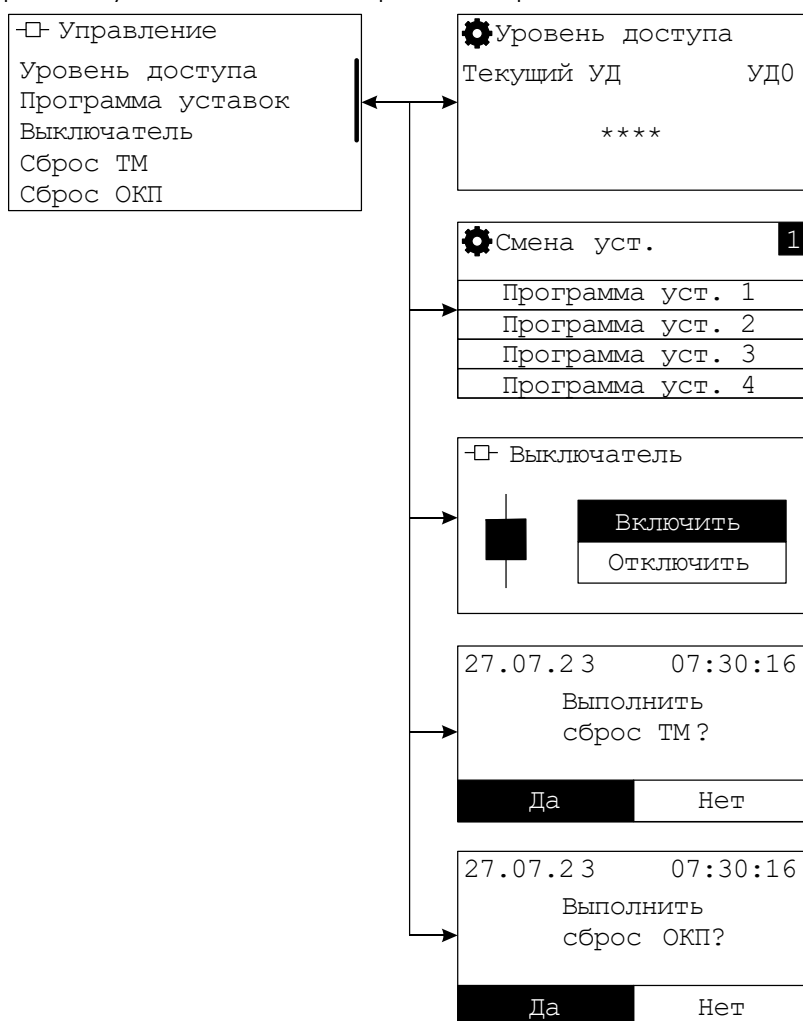 Управление
Уровень доступа
Программа уставок
Выключатель
Сброс ТМ
Сброс ОКП
Уровень доступа
Текущий УД УД0
****
Смена уст. 1
Программа уст. 1
Программа уст. 2
Программа уст. 3
Программа уст. 4
Выключатель
Включить
Отключить
27.07.23 07:30:16
Выполнить
сброс ТМ?
Да Нет
27.07.23 07:30:16
Выполнить
сброс ОКП?
Да Нет